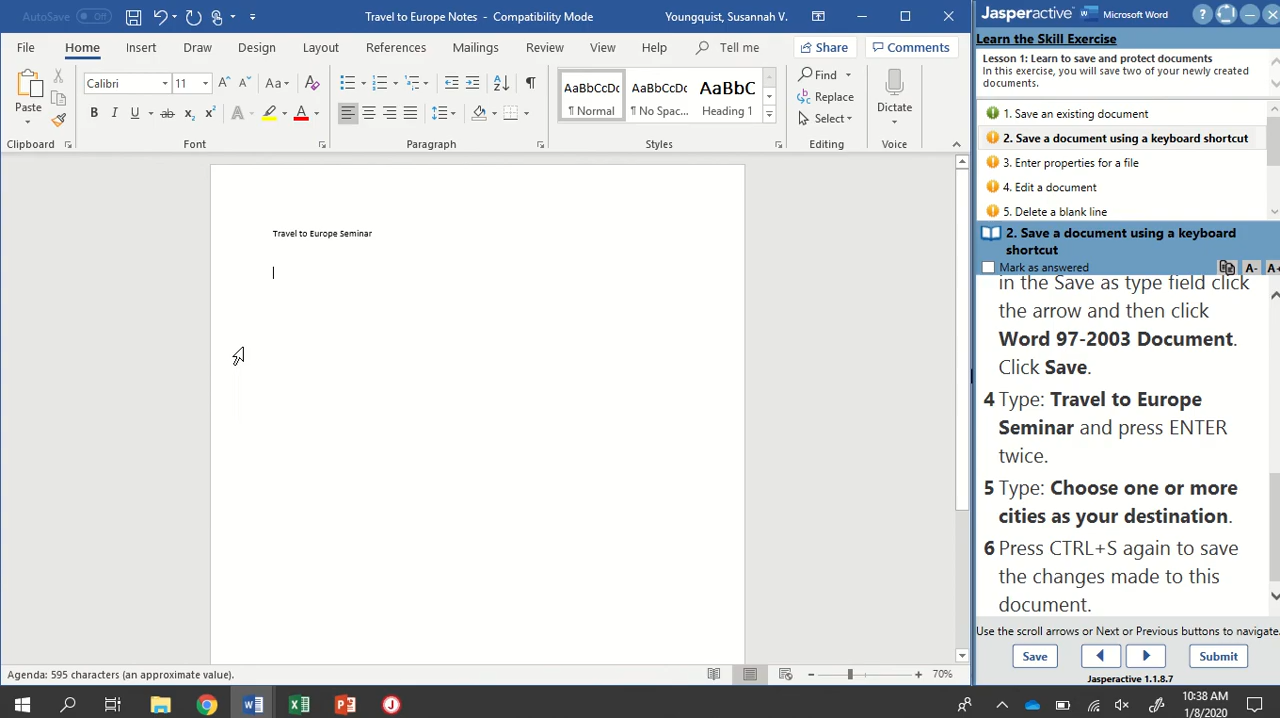 AutoSave Off Travel to Europe Notes - Compatibility Mode Youngquist, Susannah V.
File Home Insert Draw Design Layout References Mailings Review View Help Tell me Share Comments
Paste Calibri 11 A A Aa A
B I U ab x₂ x² A A
AaBbCcDc AaBbCcDc AaBbC
¶ Normal ¶ No Spac... Heading 1
Find
Replace
Select
Dictate
Clipboard Font Paragraph Styles Editing Voice
Travel to Europe Seminar
Agenda: 595 characters (an approximate value). 70%
Jasperactive Microsoft Word
Learn the Skill Exercise
Lesson 1: Learn to save and protect documents
In this exercise, you will save two of your newly created
documents.
1. Save an existing document
2. Save a document using a keyboard shortcut
3. Enter properties for a file
4. Edit a document
5. Delete a blank line
2. Save a document using a keyboard
shortcut
Mark as answered A- A+
in the Save as type field click
the arrow and then click
Word 97-2003 Document.
Click Save.
4 Type: Travel to Europe
Seminar and press ENTER
twice.
5 Type: Choose one or more
cities as your destination.
6 Press CTRL+S again to save
the changes made to this
document.
Use the scroll arrows or Next or Previous buttons to navigate.
Save Submit
Jasperactive 1.1.8.7
10:38 AM
1/8/2020